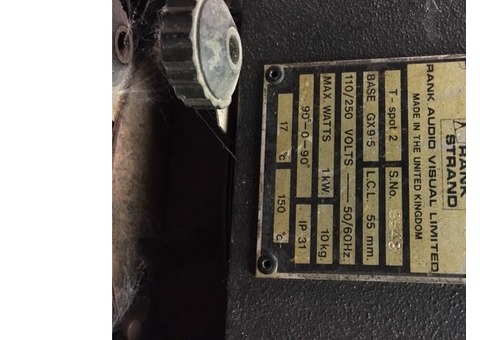 RANK
STRAND
RANK AUDIO VISUAL LIMITED
MADE IN THE UNITED KINGDOM
T-spot 2 S.No.
BASE GX9·5 L.C.L. 55 mm.
110/250 VOLTS — 50/60Hz
MAX. WATTS 1kW. 10kg.
90°-0-90° IP 31
17 °C 150 °C